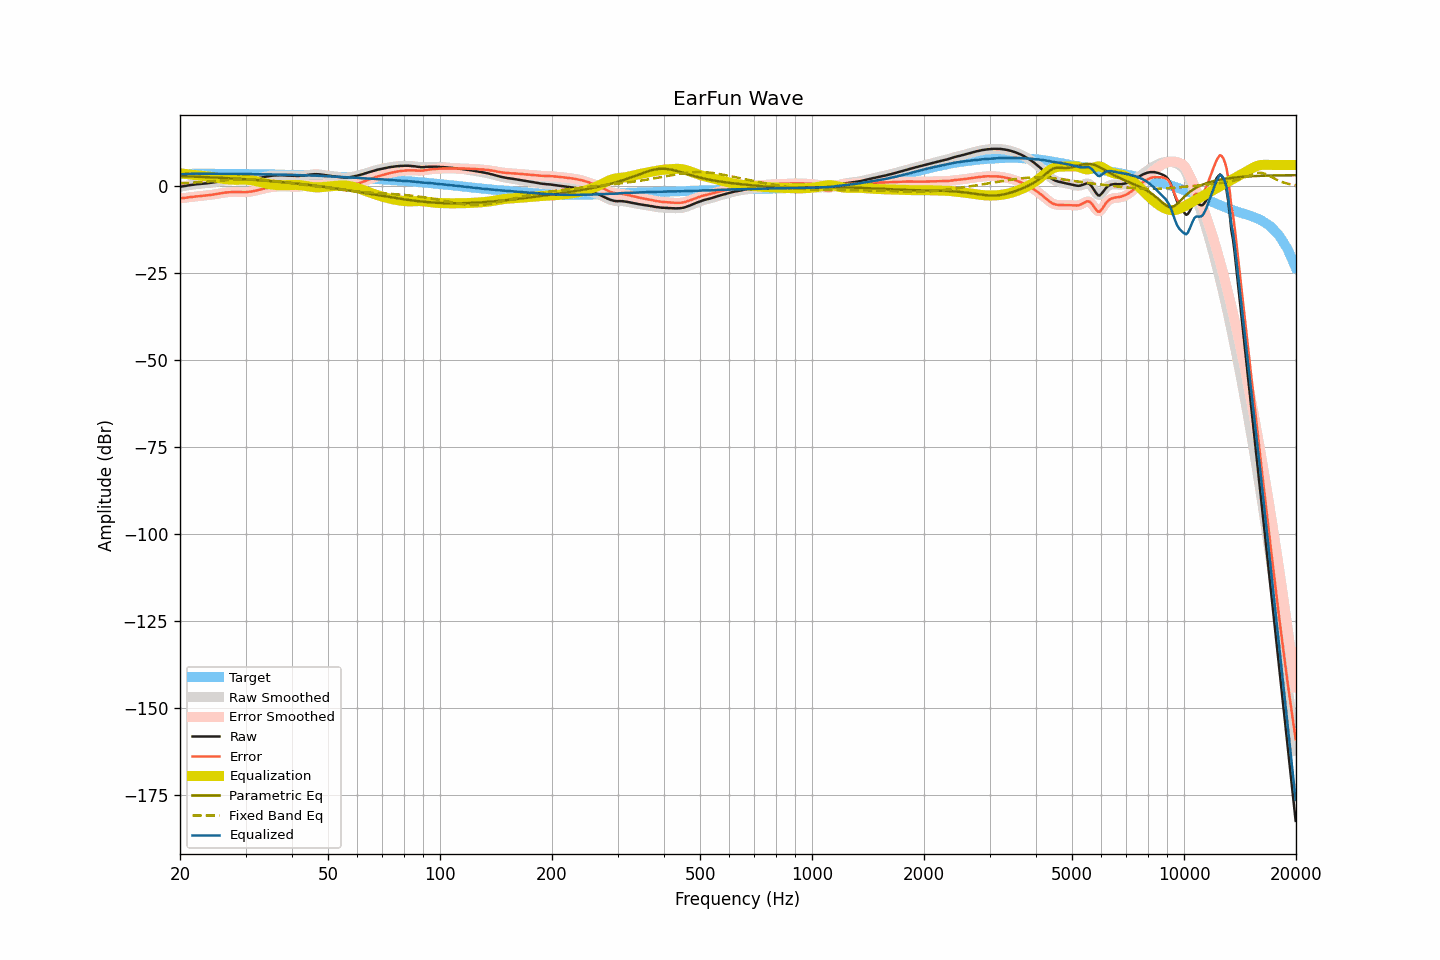 EarFun Wave
Amplitude (dBr)
0
−25
−50
−75
−100
−125
−150
−175
Target
Raw Smoothed
Error Smoothed
Raw
Error
Equalization
Parametric Eq
Fixed Band Eq
Equalized
20 50 100 200 500 1000 2000 5000 10000 20000
Frequency (Hz)